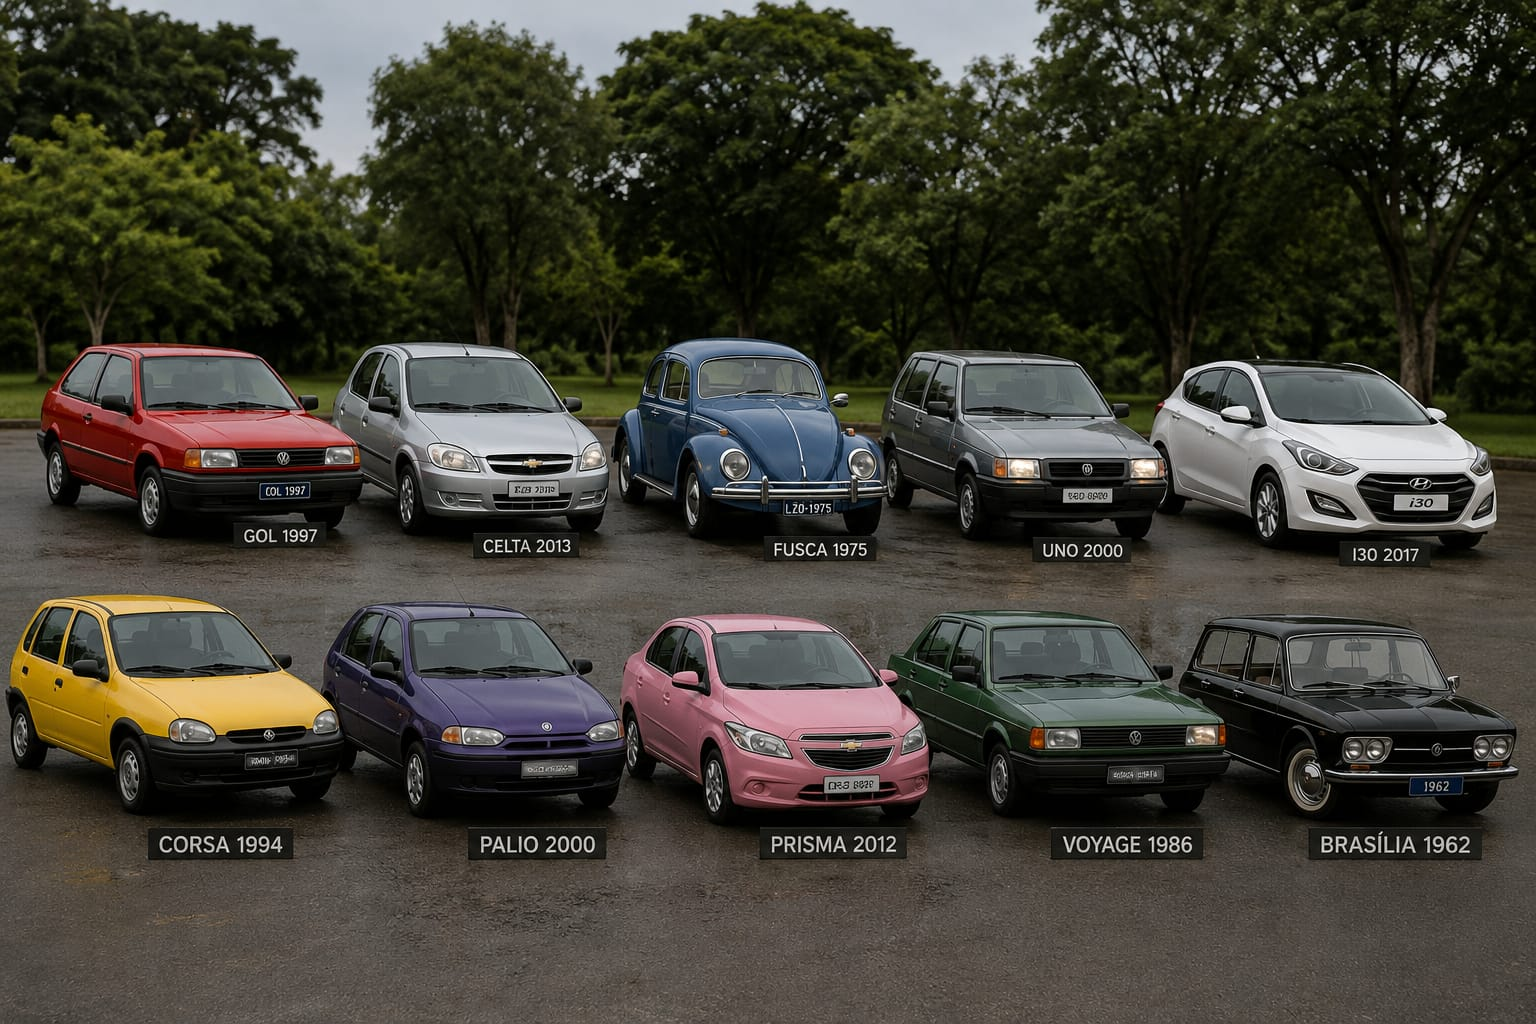 COL 1997
LZO-1975
i30
GOL 1997
CELTA 2013
FUSCA 1975
UNO 2000
I30 2017
1962
CORSA 1994
PALIO 2000
PRISMA 2012
VOYAGE 1986
BRASÍLIA 1962